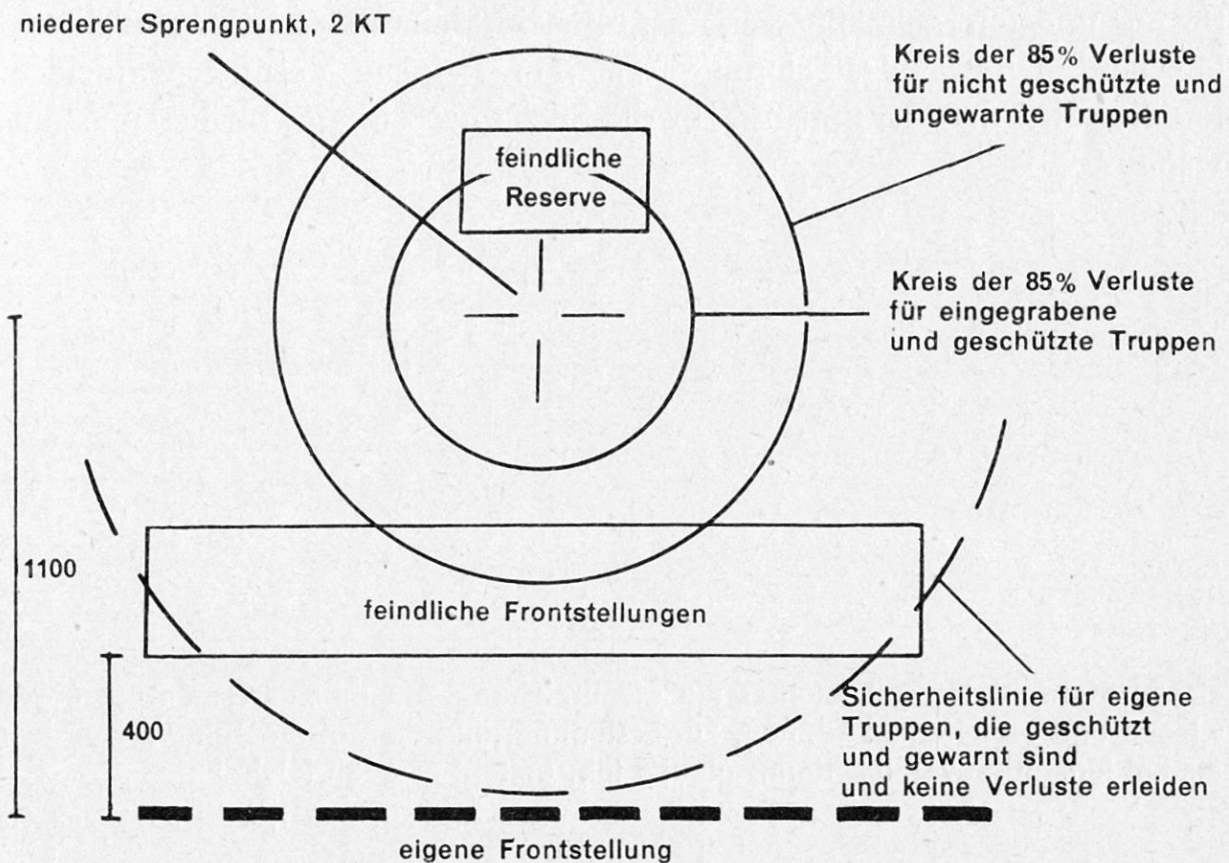 niederer Sprengpunkt, 2 KT
Kreis der 85% Verluste
für nicht geschützte und
ungewarnte Truppen
feindliche
Reserve
Kreis der 85% Verluste
für eingegrabene
und geschützte Truppen
1100
feindliche Frontstellungen
400
Sicherheitslinie für eigene
Truppen, die geschützt
und gewarnt sind
und keine Verluste erleiden
eigene Frontstellung